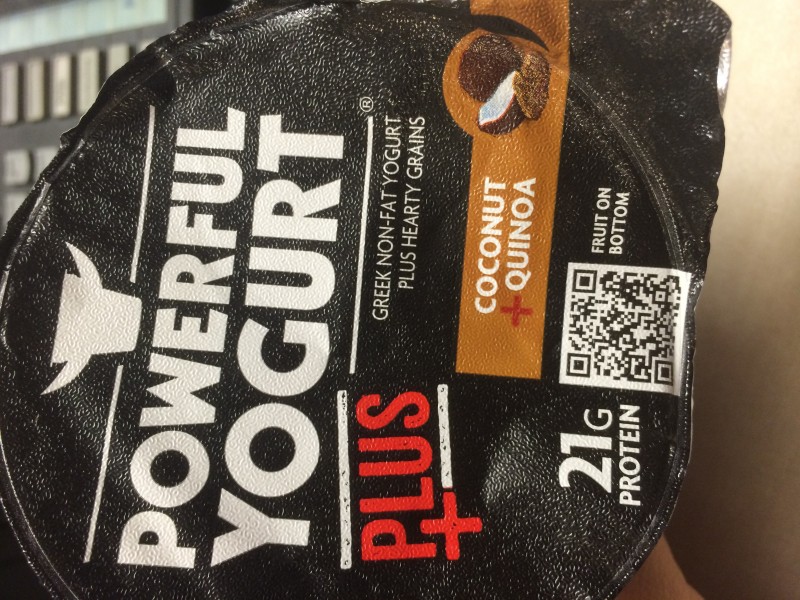 POWERFUL
YOGURT®
PLUS+
GREEK NON-FAT YOGURT
PLUS HEARTY GRAINS
COCONUT
+QUINOA
21G
PROTEIN
FRUIT ON
BOTTOM